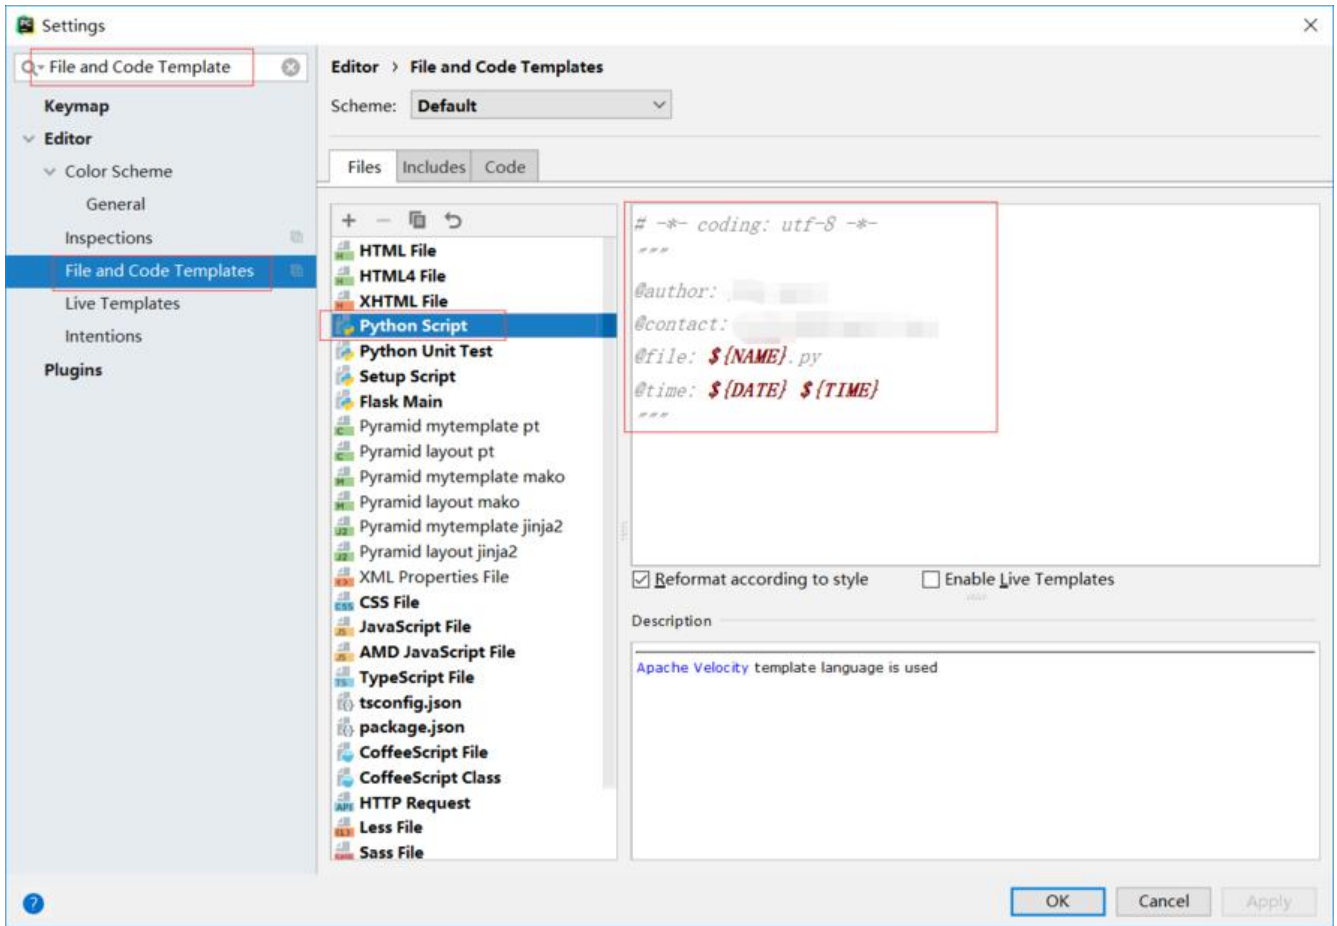 Settings
File and Code Template
Keymap
Editor
Color Scheme
General
Inspections
File and Code Templates
Live Templates
Intentions
Plugins
Editor › File and Code Templates
Scheme: Default
Files Includes Code
HTML File
HTML4 File
XHTML File
Python Script
Python Unit Test
Setup Script
Flask Main
Pyramid mytemplate pt
Pyramid layout pt
Pyramid mytemplate mako
Pyramid layout mako
Pyramid mytemplate jinja2
Pyramid layout jinja2
XML Properties File
CSS File
JavaScript File
AMD JavaScript File
TypeScript File
tsconfig.json
package.json
CoffeeScript File
CoffeeScript Class
HTTP Request
Less File
Sass File
# -*- coding: utf-8 -*-
"""
@author:
@contact:
@file: ${NAME}.py
@time: ${DATE} ${TIME}
"""
Reformat according to style Enable Live Templates
Description
Apache Velocity template language is used
? OK Cancel Apply